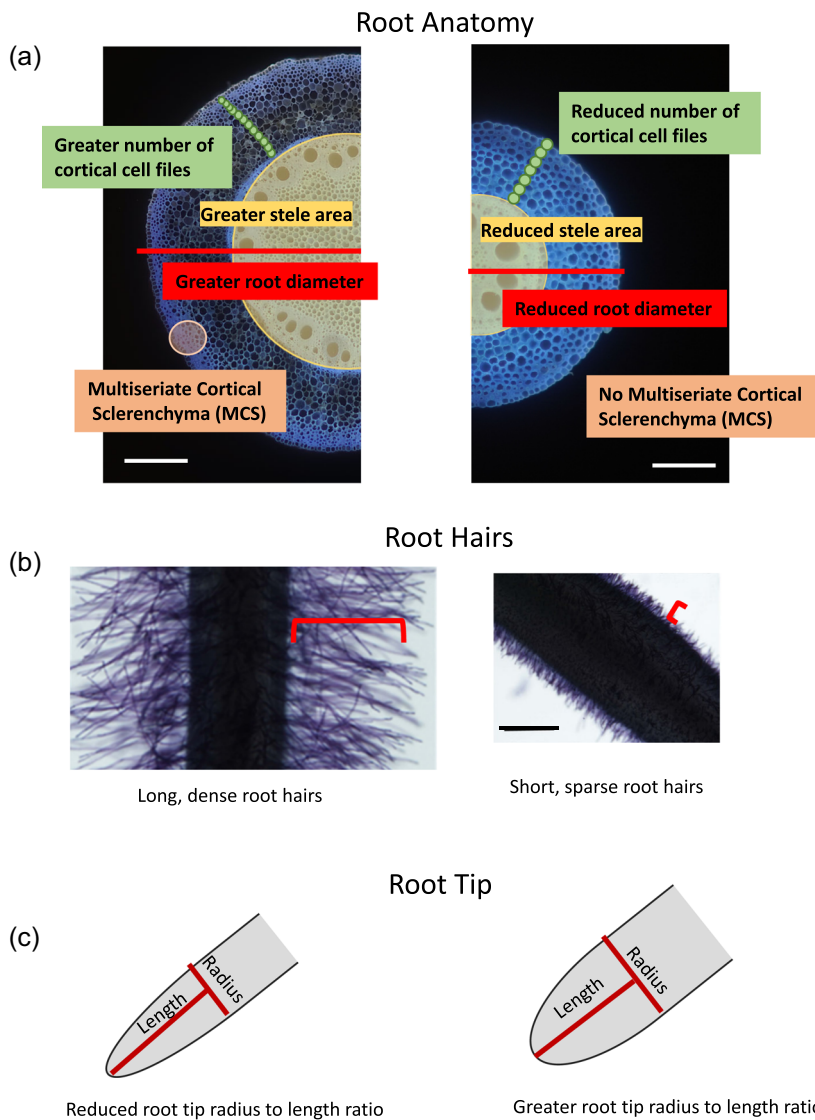 Root Anatomy
(a)
Greater number of
cortical cell files
Greater stele area
Greater root diameter
Multiseriate Cortical
Sclerenchyma (MCS)
Reduced number of
cortical cell files
Reduced stele area
Reduced root diameter
No Multiseriate Cortical
Sclerenchyma (MCS)
Root Hairs
(b)
Long, dense root hairs
Short, sparse root hairs
Root Tip
(c)
Radius
Length
Radius
Length
Reduced root tip radius to length ratio
Greater root tip radius to length ratio